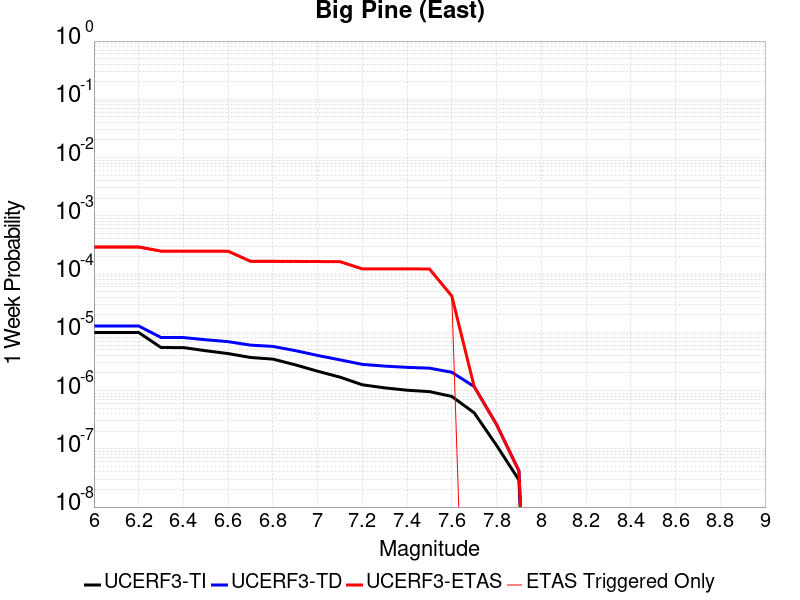 Big Pine (East)
10^0
10^-1
10^-2
10^-3
10^-4
10^-5
10^-6
10^-7
10^-8
1 Week Probability
6 6.2 6.4 6.6 6.8 7 7.2 7.4 7.6 7.8 8 8.2 8.4 8.6 8.8 9
Magnitude
UCERF3-TI UCERF3-TD UCERF3-ETAS ETAS Triggered Only